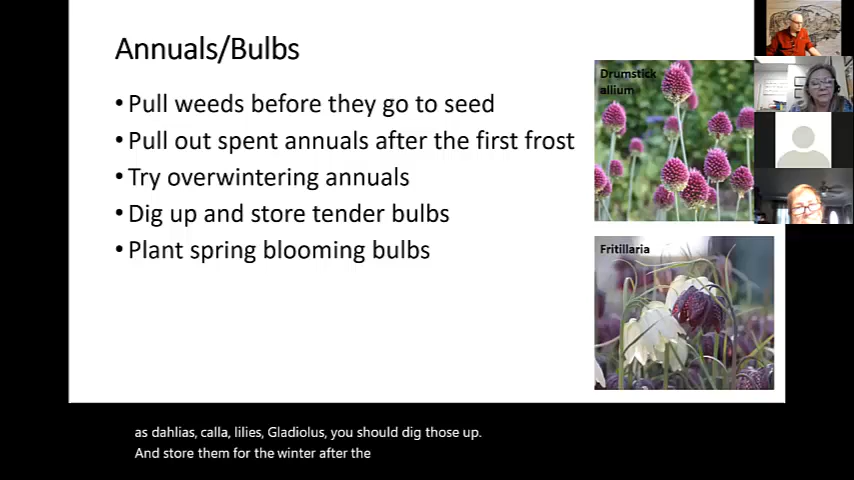 Annuals/Bulbs
• Pull weeds before they go to seed
• Pull out spent annuals after the first frost
• Try overwintering annuals
• Dig up and store tender bulbs
• Plant spring blooming bulbs
Drumstick
allium
Fritillaria
as dahlias, calla, lilies, Gladiolus, you should dig those up.
And store them for the winter after the